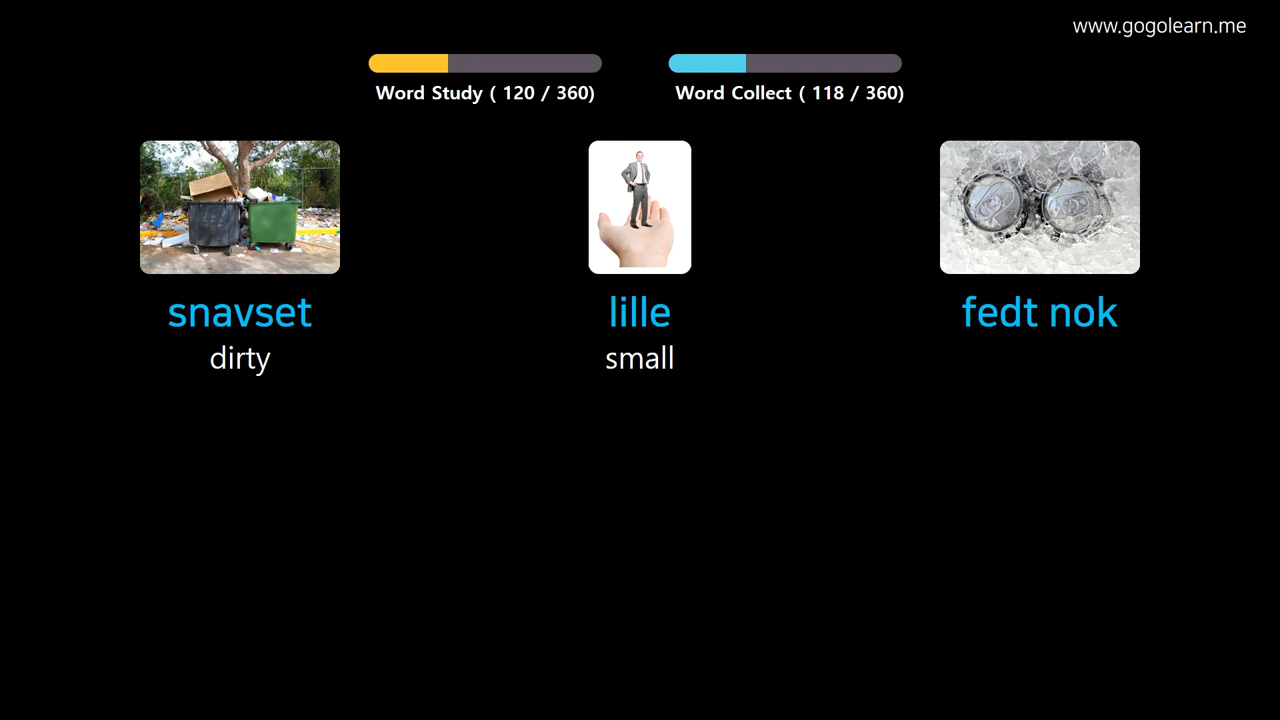 www.gogolearn.me
Word Study ( 120 / 360)
Word Collect ( 118 / 360)
snavset
lille
fedt nok
dirty
small